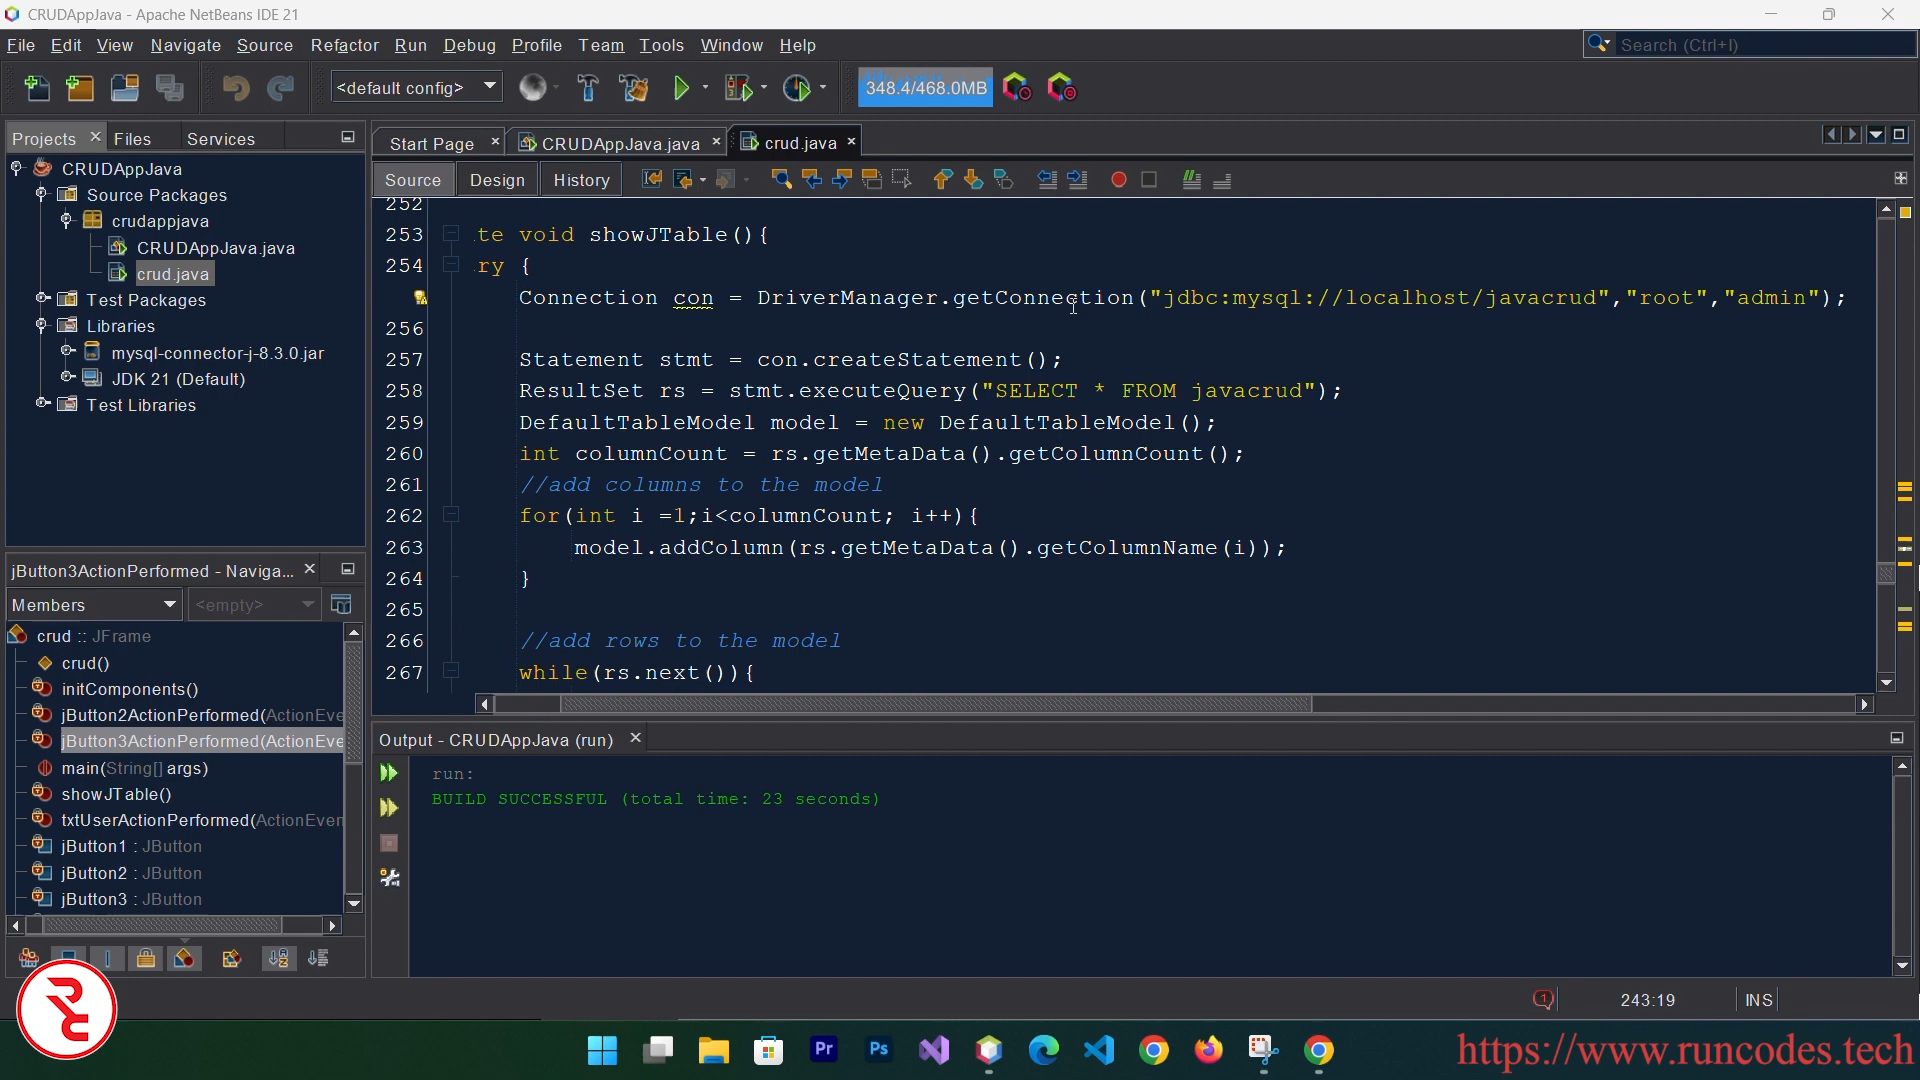 CRUDAppJava - Apache NetBeans IDE 21
File Edit View Navigate Source Refactor Run Debug Profile Team Tools Window Help
Search (Ctrl+I)
<default config>
348.4/468.0MB
Projects Files Services
CRUDAppJava
Source Packages
crudappjava
CRUDAppJava.java
crud.java
Test Packages
Libraries
mysql-connector-j-8.3.0.jar
JDK 21 (Default)
Test Libraries
Start Page CRUDAppJava.java crud.java
Source Design History
252
253 te void showJTable(){
254 ry {
Connection con = DriverManager.getConnection("jdbc:mysql://localhost/javacrud","root","admin");
256
257 Statement stmt = con.createStatement();
258 ResultSet rs = stmt.executeQuery("SELECT * FROM javacrud");
259 DefaultTableModel model = new DefaultTableModel();
260 int columnCount = rs.getMetaData().getColumnCount();
261 //add columns to the model
262 for(int i =1;i<columnCount; i++){
263 model.addColumn(rs.getMetaData().getColumnName(i));
264 }
265
266 //add rows to the model
267 while(rs.next()){
jButton3ActionPerformed - Naviga...
Members <empty>
crud :: JFrame
crud()
initComponents()
jButton2ActionPerformed(ActionEve
jButton3ActionPerformed(ActionEve
main(String[] args)
showJTable()
txtUserActionPerformed(ActionEven
jButton1 : JButton
jButton2 : JButton
jButton3 : JButton
Output - CRUDAppJava (run)
run:
BUILD SUCCESSFUL (total time: 23 seconds)
1 243:19 INS
Pr Ps
https://www.runcodes.tech